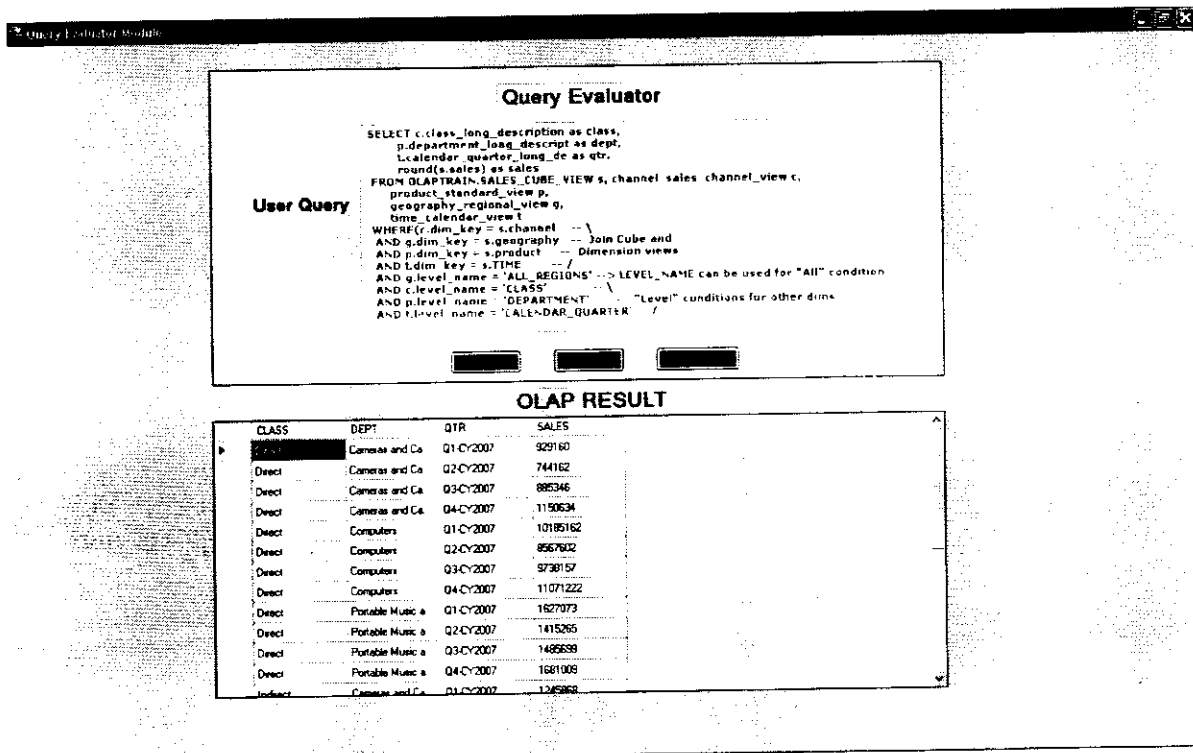 Query Evaluator Module
Query Evaluator
User Query
SELECT c.class_long_description as class,
p.department_long_descript as dept,
t.calendar_quarter_long_de as qtr,
round(s.sales) as sales
FROM OLAPTRAIN.SALES_CUBE_VIEW s, channel_sales_channel_view c,
product_standard_view p,
geography_regional_view g,
time_calendar_view t
WHERE(c.dim_key = s.channel -- \
AND g.dim_key = s.geography -- Join Cube and
AND p.dim_key = s.product -- Dimension views
AND t.dim_key = s.TIME -- /
AND g.level_name = 'ALL_REGIONS' --> LEVEL_NAME can be used for "All" condition
AND c.level_name = 'CLASS' -- \
AND p.level_name = 'DEPARTMENT' - "Level" conditions for other dims
AND t.level_name = 'CALENDAR_QUARTER' /
OLAP RESULT
CLASS DEPT QTR SALES
Cameras and Ca Q1-CY2007 929160
Direct Cameras and Ca Q2-CY2007 744162
Direct Cameras and Ca Q3-CY2007 885346
Direct Cameras and Ca Q4-CY2007 1150634
Direct Computers Q1-CY2007 10185162
Direct Computers Q2-CY2007 8567602
Direct Computers Q3-CY2007 9738157
Direct Computers Q4-CY2007 11071222
Direct Portable Music a Q1-CY2007 1627073
Direct Portable Music a Q2-CY2007 1415265
Direct Portable Music a Q3-CY2007 1485699
Direct Portable Music a Q4-CY2007 1681009
Indirect Cameras and Ca Q1-CY2007 1245868